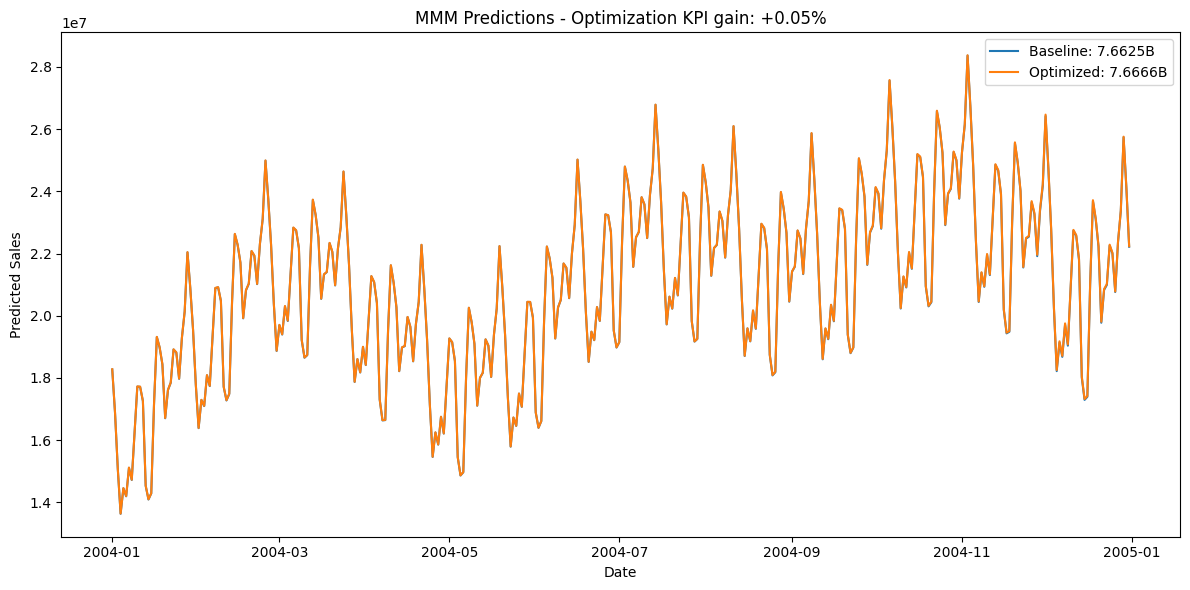 MMM Predictions - Optimization KPI gain: +0.05%
1e7
Baseline: 7.6625B
Optimized: 7.6666B
2.8
2.6
2.4
2.2
2.0
1.8
1.6
1.4
Predicted Sales
2004-01 2004-03 2004-05 2004-07 2004-09 2004-11 2005-01
Date